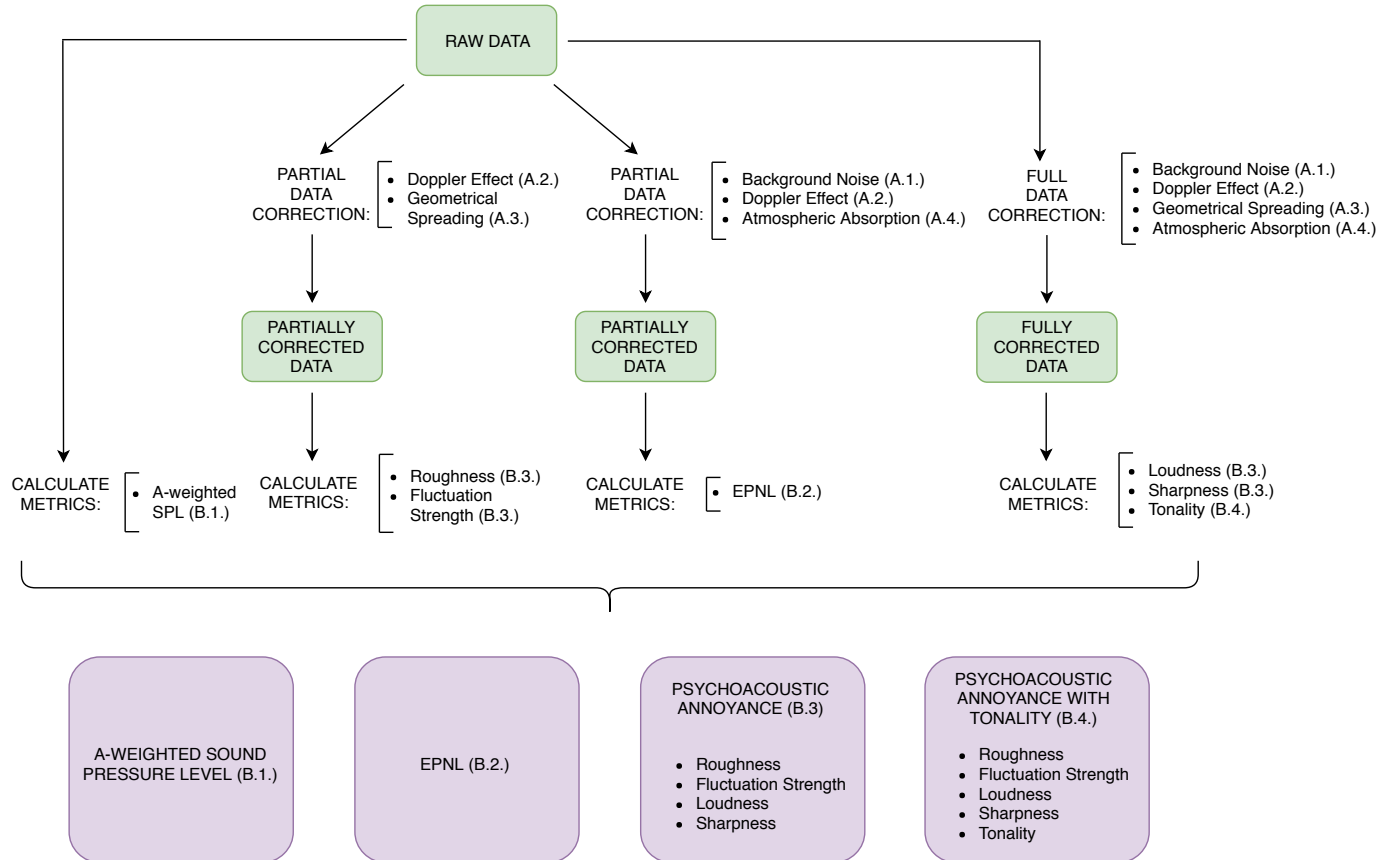 RAW DATA
PARTIAL
DATA
CORRECTION:
• Doppler Effect (A.2.)
• Geometrical
Spreading (A.3.)
PARTIAL
DATA
CORRECTION:
• Background Noise (A.1.)
• Doppler Effect (A.2.)
• Atmospheric Absorption (A.4.)
FULL
DATA
CORRECTION:
• Background Noise (A.1.)
• Doppler Effect (A.2.)
• Geometrical Spreading (A.3.)
• Atmospheric Absorption (A.4.)
PARTIALLY
CORRECTED
DATA
PARTIALLY
CORRECTED
DATA
FULLY
CORRECTED
DATA
CALCULATE
METRICS:
• A-weighted
SPL (B.1.)
CALCULATE
METRICS:
• Roughness (B.3.)
• Fluctuation
Strength (B.3.)
CALCULATE
METRICS:
• EPNL (B.2.)
CALCULATE
METRICS:
• Loudness (B.3.)
• Sharpness (B.3.)
• Tonality (B.4.)
A-WEIGHTED SOUND
PRESSURE LEVEL (B.1.)
EPNL (B.2.)
PSYCHOACOUSTIC
ANNOYANCE (B.3)
• Roughness
• Fluctuation Strength
• Loudness
• Sharpness
PSYCHOACOUSTIC
ANNOYANCE WITH
TONALITY (B.4.)
• Roughness
• Fluctuation Strength
• Loudness
• Sharpness
• Tonality